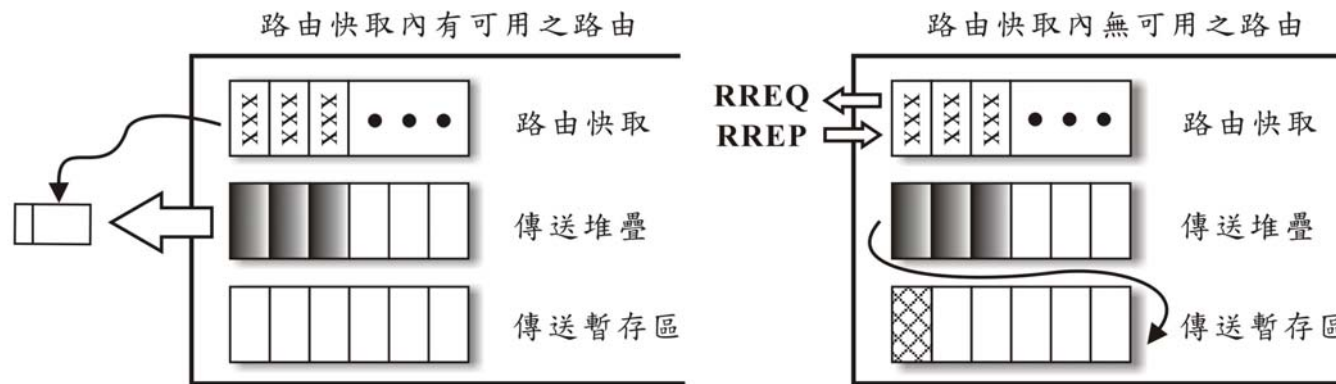 路由快取內有可用之路由
XXX XXX XXX
路由快取
傳送堆疊
傳送暫存區
路由快取內無可用之路由
RREQ
RREP
XXX XXX XXX
路由快取
傳送堆疊
傳送暫存區